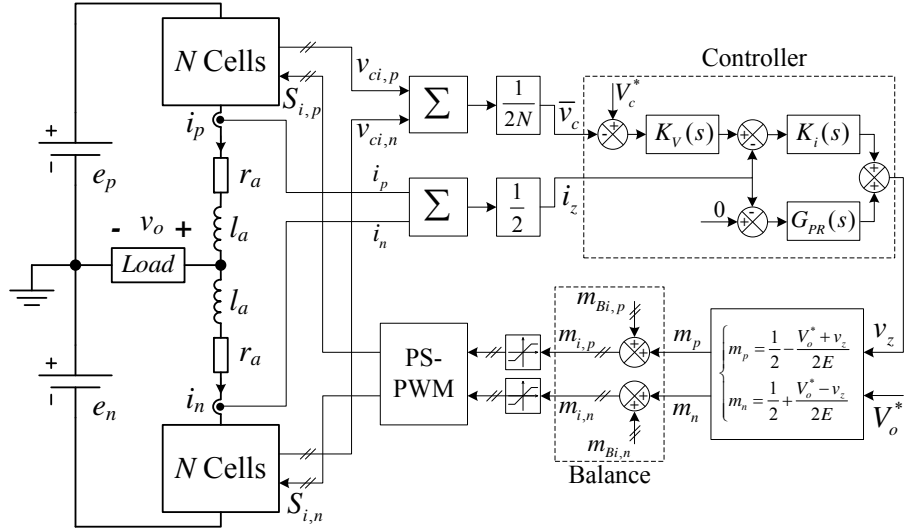 N Cells
S_{i,p}
i_p
r_a
l_a
+
-
e_p
- v_o +
Load
l_a
r_a
+
-
e_n
i_n
N Cells
S_{i,n}
v_{ci,p}
v_{ci,n}
Σ
1/2N
v̄_c
i_p
i_n
Σ
1/2
i_z
Controller
V_c^*
+
-
K_V(s)
+
-
K_i(s)
+
+
0
+
-
G_{PR}(s)
v_z
V_o^*
m_p = 1/2 - (V_o^* + v_z)/2E
m_n = 1/2 + (V_o^* - v_z)/2E
m_p
m_n
m_{Bi,p}
+
+
m_{i,p}
+
+
m_{i,n}
m_{Bi,n}
Balance
PS-
PWM